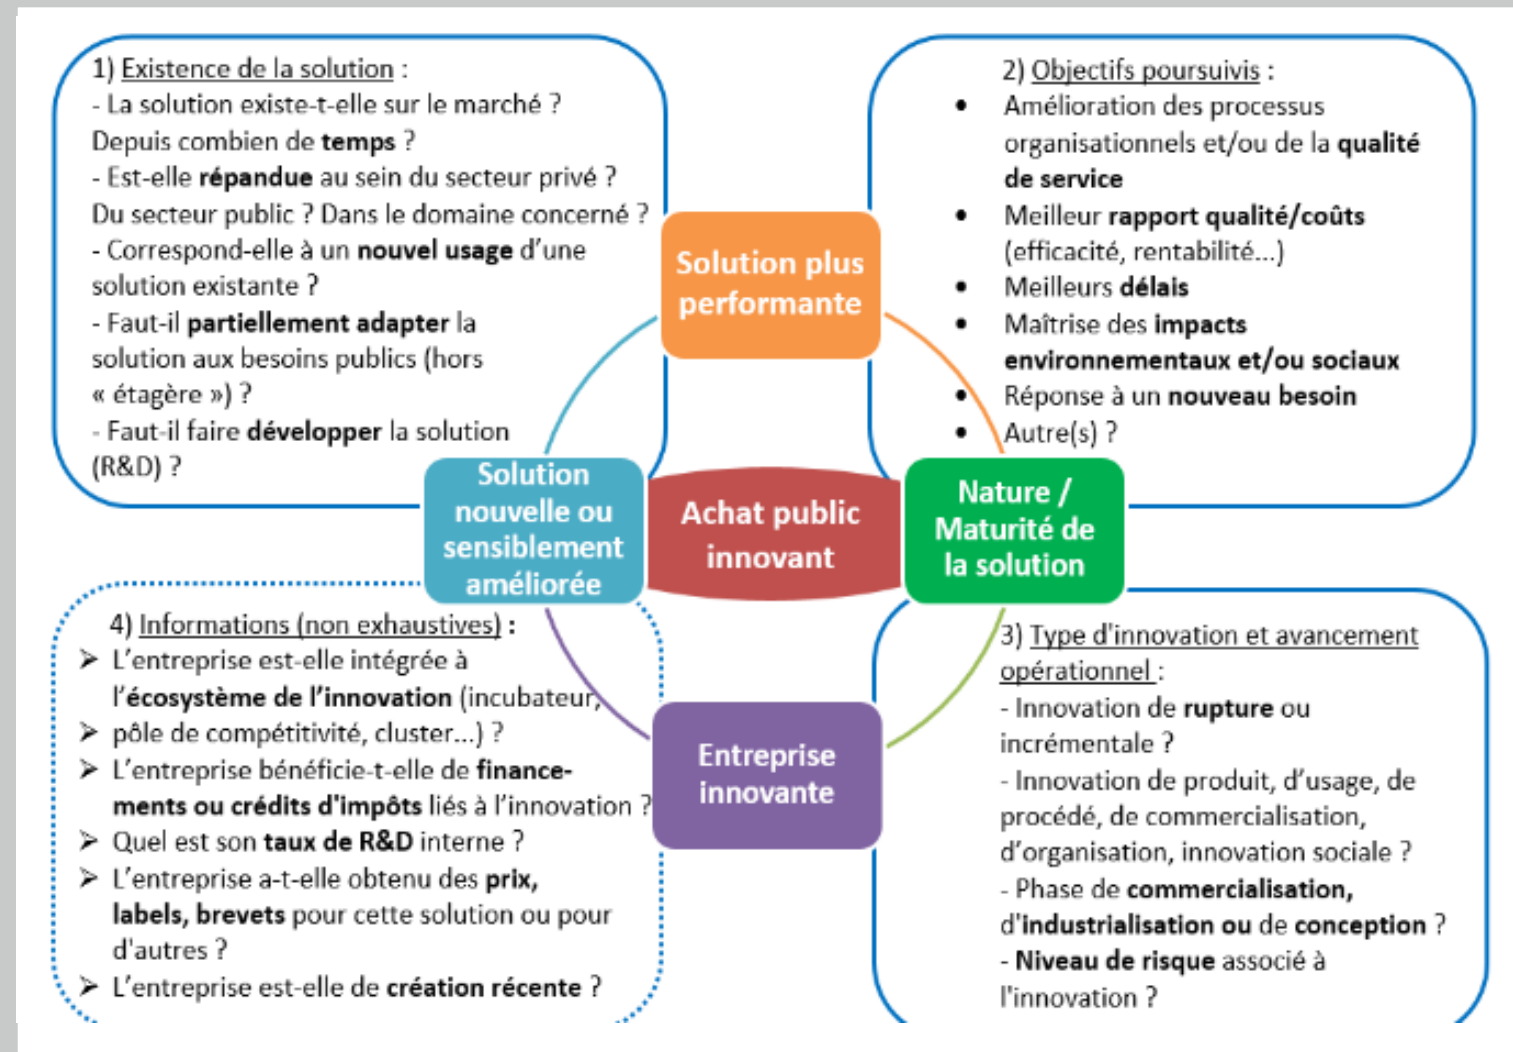 1) Existence de la solution :
- La solution existe-t-elle sur le marché ?
Depuis combien de temps ?
- Est-elle répandue au sein du secteur privé ?
Du secteur public ? Dans le domaine concerné ?
- Correspond-elle à un nouvel usage d’une
solution existante ?
- Faut-il partiellement adapter la
solution aux besoins publics (hors
« étagère ») ?
- Faut-il faire développer la solution
(R&D) ?
2) Objectifs poursuivis :
• Amélioration des processus
organisationnels et/ou de la qualité
de service
• Meilleur rapport qualité/coûts
(efficacité, rentabilité...)
• Meilleurs délais
• Maîtrise des impacts
environnementaux et/ou sociaux
• Réponse à un nouveau besoin
• Autre(s) ?
Solution plus
performante
Solution
nouvelle ou
sensiblement
améliorée
Achat public
innovant
Nature /
Maturité de
la solution
Entreprise
innovante
4) Informations (non exhaustives) :
➢ L’entreprise est-elle intégrée à
l’écosystème de l’innovation (incubateur,
➢ pôle de compétitivité, cluster...) ?
➢ L’entreprise bénéficie-t-elle de finance-
ments ou crédits d'impôts liés à l’innovation ?
➢ Quel est son taux de R&D interne ?
➢ L’entreprise a-t-elle obtenu des prix,
labels, brevets pour cette solution ou pour
d'autres ?
➢ L’entreprise est-elle de création récente ?
3) Type d'innovation et avancement
opérationnel :
- Innovation de rupture ou
incrémentale ?
- Innovation de produit, d’usage, de
procédé, de commercialisation,
d’organisation, innovation sociale ?
- Phase de commercialisation,
d'industrialisation ou de conception ?
- Niveau de risque associé à
l'innovation ?